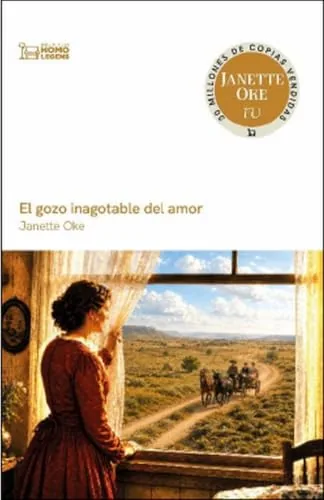 HOMO
LEGENS
30 MILLONES DE COPIAS VENDIDAS
JANETTE
OKE
El gozo inagotable del amor
Janette Oke